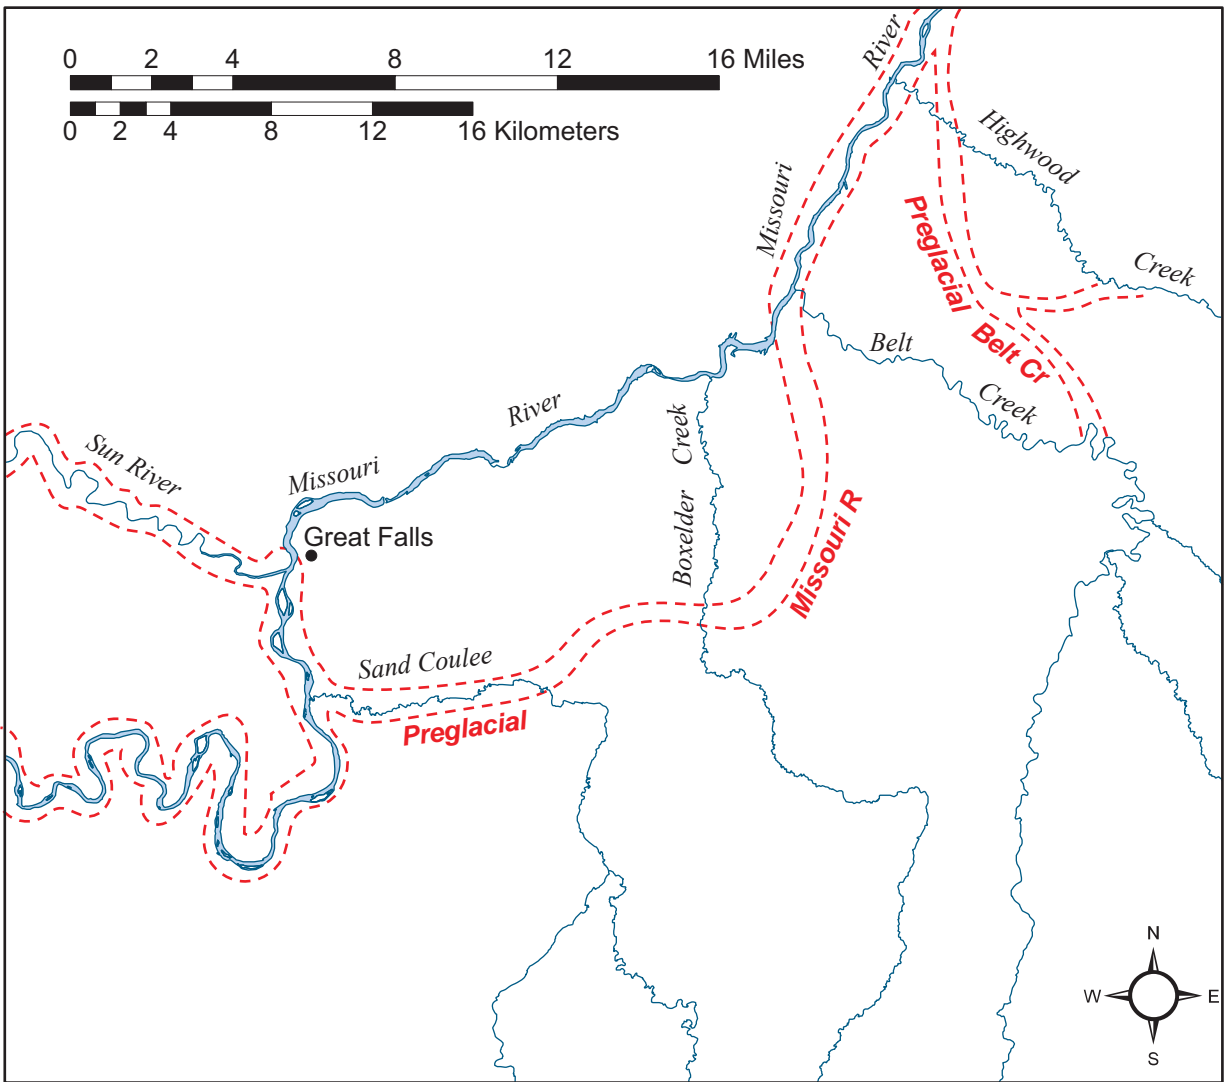 0 2 4 8 12 16 Miles
0 2 4 8 12 16 Kilometers
River
Highwood
Missouri
Preglacial
Creek
Belt Cr
Belt
Creek
River
Creek
Sun River
Missouri
Great Falls
Boxelder
Missouri R
Sand Coulee
Preglacial
N
W E
S